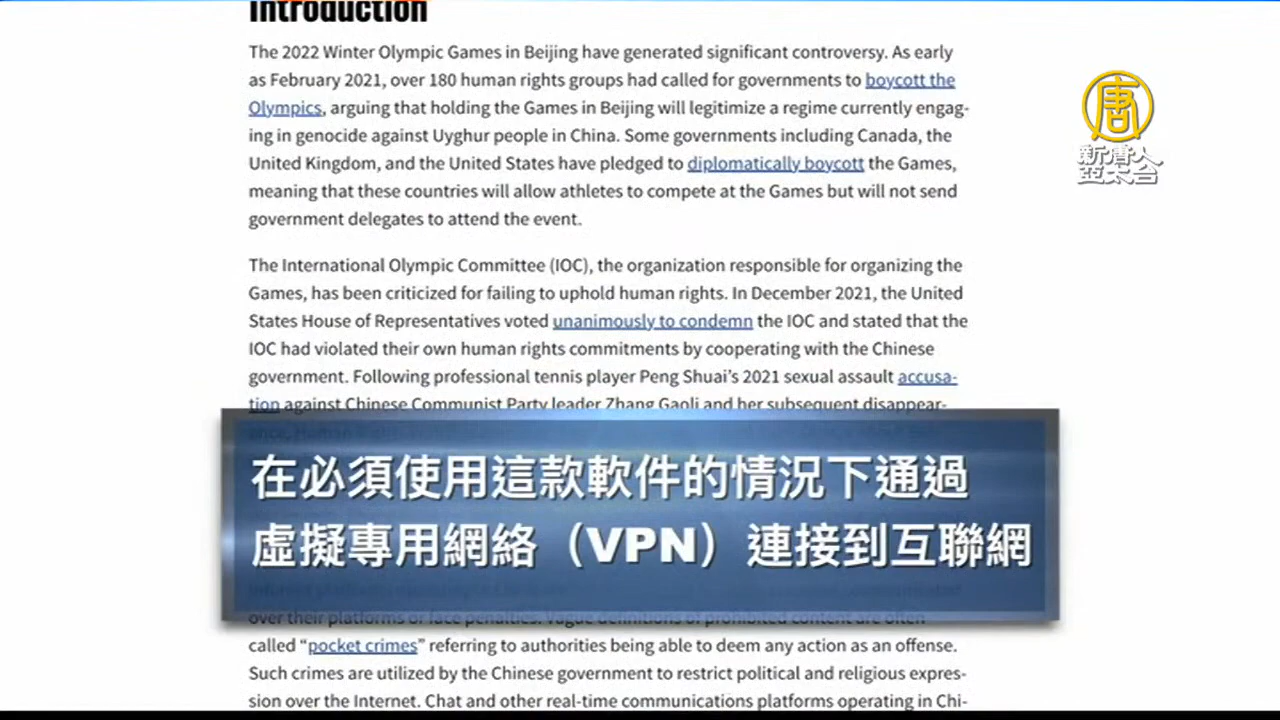 Introduction
The 2022 Winter Olympic Games in Beijing have generated significant controversy. As early
as February 2021, over 180 human rights groups had called for governments to boycott the
Olympics, arguing that holding the Games in Beijing will legitimize a regime currently engag-
ing in genocide against Uyghur people in China. Some governments including Canada, the
United Kingdom, and the United States have pledged to diplomatically boycott the Games,
meaning that these countries will allow athletes to compete at the Games but will not send
government delegates to attend the event.
The International Olympic Committee (IOC), the organization responsible for organizing the
Games, has been criticized for failing to uphold human rights. In December 2021, the United
States House of Representatives voted unanimously to condemn the IOC and stated that the
IOC had violated their own human rights commitments by cooperating with the Chinese
government. Following professional tennis player Peng Shuai's 2021 sexual assault accusa-
tion against Chinese Communist Party leader Zhang Gaoli and her subsequent disappear-
在必須使用這款軟件的情況下通過
虛擬專用網絡（VPN）連接到互聯網
over their platforms or face penalties. Vague definitions of prohibited content are often
called “pocket crimes” referring to authorities being able to deem any action as an offense.
Such crimes are utilized by the Chinese government to restrict political and religious expres-
sion over the Internet. Chat and other real-time communications platforms operating in Chi-
唐
新唐人
亞太台